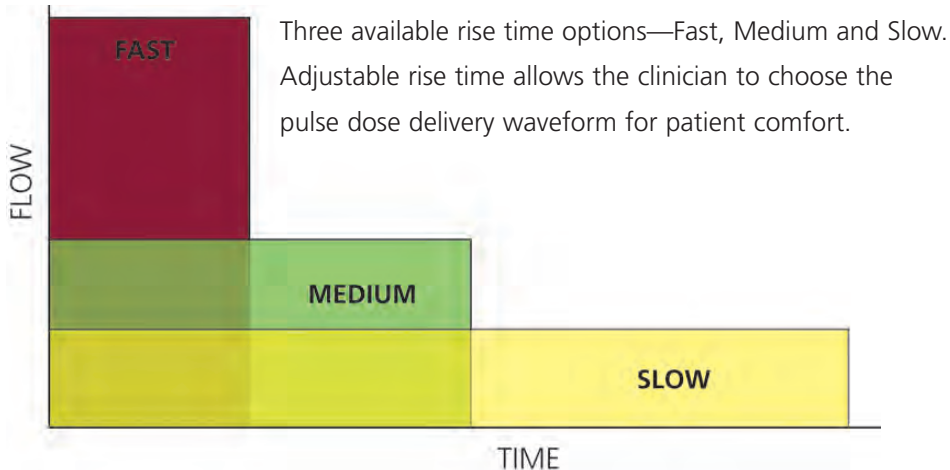 Three available rise time options—Fast, Medium and Slow.
Adjustable rise time allows the clinician to choose the
pulse dose delivery waveform for patient comfort.
FAST
FLOW
MEDIUM
SLOW
TIME